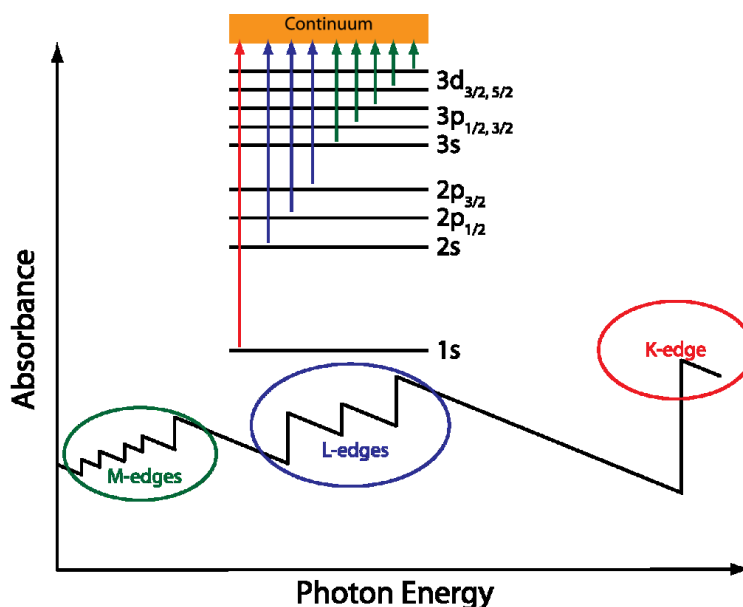 Continuum
3d3/2, 5/2
3p1/2, 3/2
3s
2p3/2
2p1/2
2s
1s
K-edge
L-edges
M-edges
Absorbance
Photon Energy